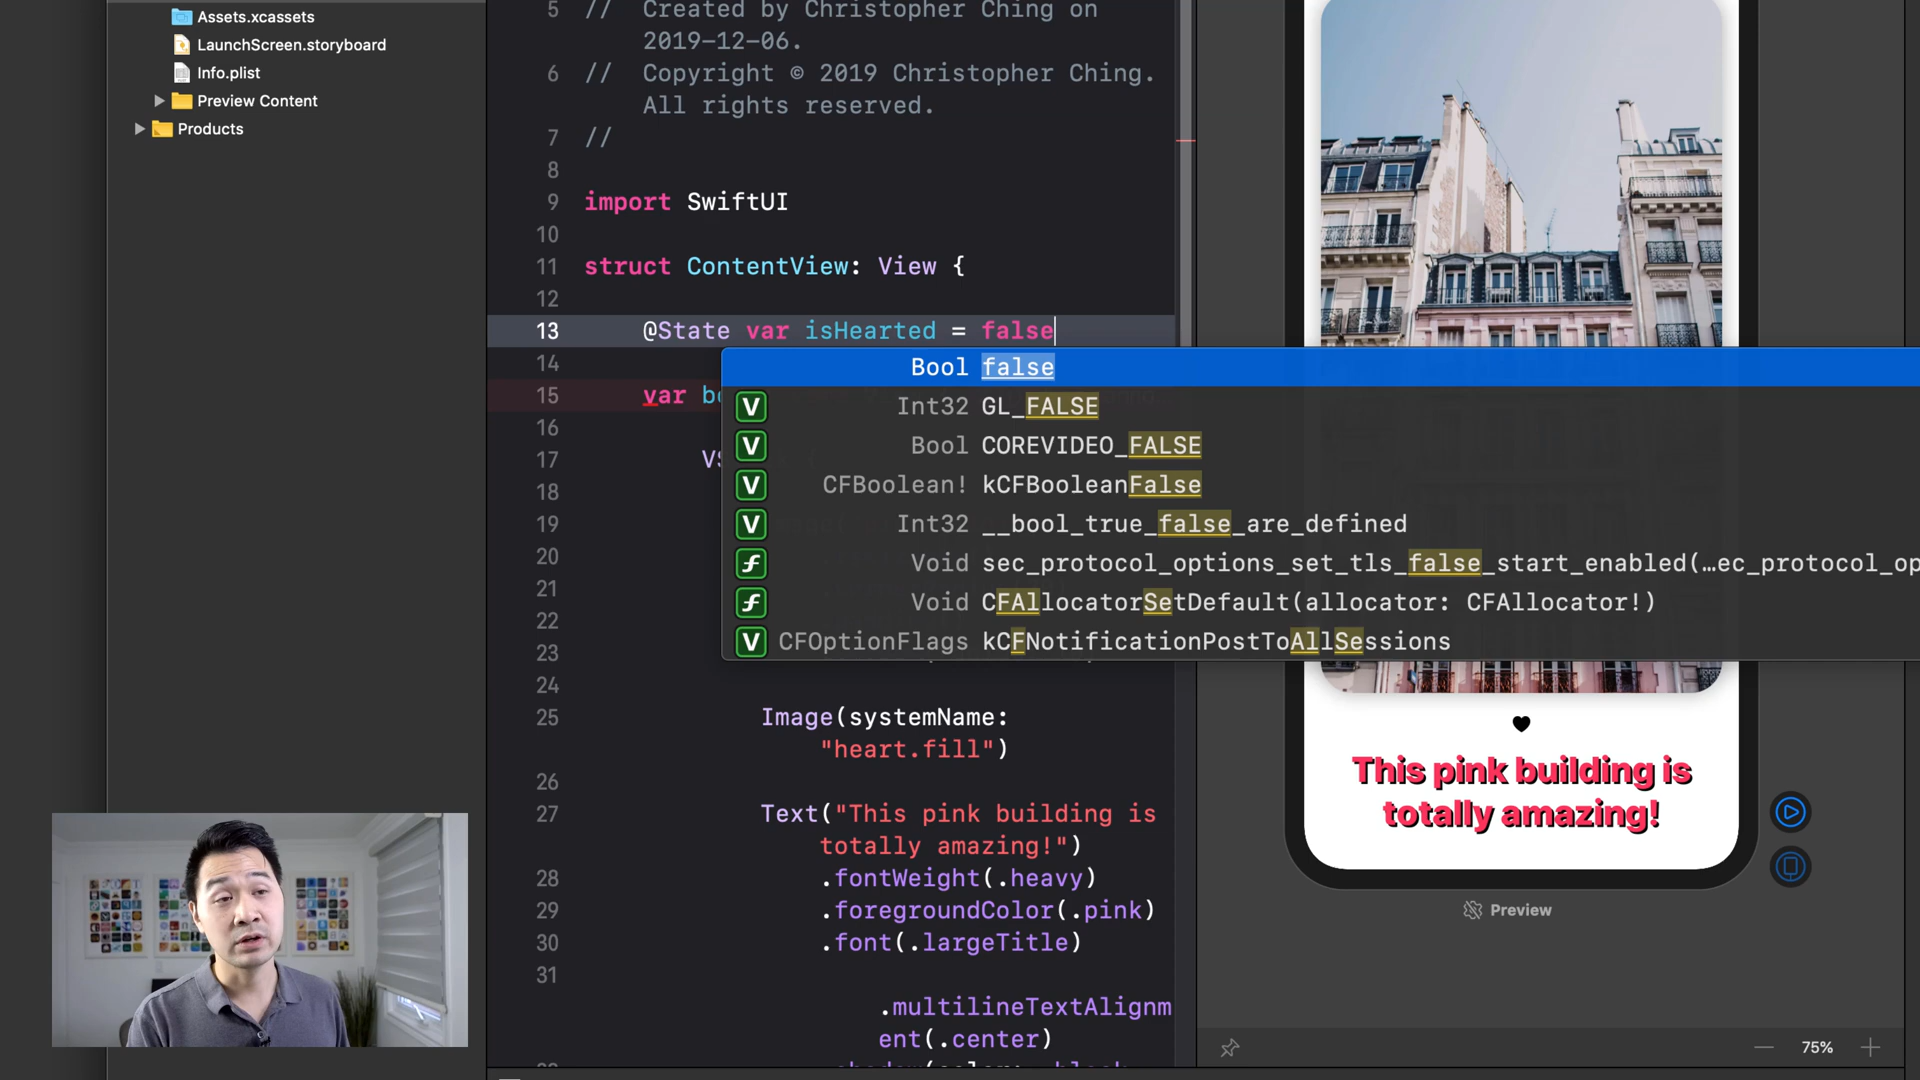 Assets.xcassets
LaunchScreen.storyboard
Info.plist
Preview Content
Products
5 // Created by Christopher Ching on
2019-12-06.
6 // Copyright © 2019 Christopher Ching.
All rights reserved.
7 //
8
9 import SwiftUI
10
11 struct ContentView: View {
12
13 @State var isHearted = false
14
15 var
16
17
18
19
20
21
22
23
24
Bool false
V Int32 GL_FALSE
V Bool COREVIDEO_FALSE
V CFBoolean! kCFBooleanFalse
V Int32 __bool_true_false_are_defined
f Void sec_protocol_options_set_tls_false_start_enabled(…ec_protocol_op
f Void CFAllocatorSetDefault(allocator: CFAllocator!)
V CFOptionFlags kCFNotificationPostToAllSessions
25 Image(systemName:
"heart.fill")
26
27 Text("This pink building is
totally amazing!")
28 .fontWeight(.heavy)
29 .foregroundColor(.pink)
30 .font(.largeTitle)
31
.multilineTextAlignm
ent(.center)
This pink building is
totally amazing!
Preview
75%